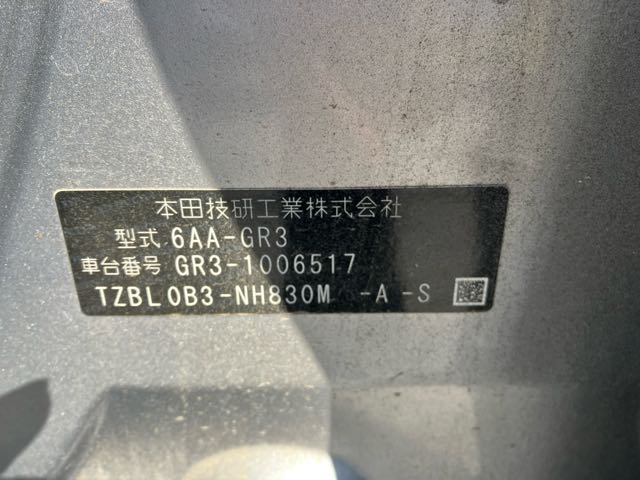 本田技研工業株式会社
型式 6AA-GR3
車台番号 GR3-1006517
TZBL0B3-NH830M -A -S